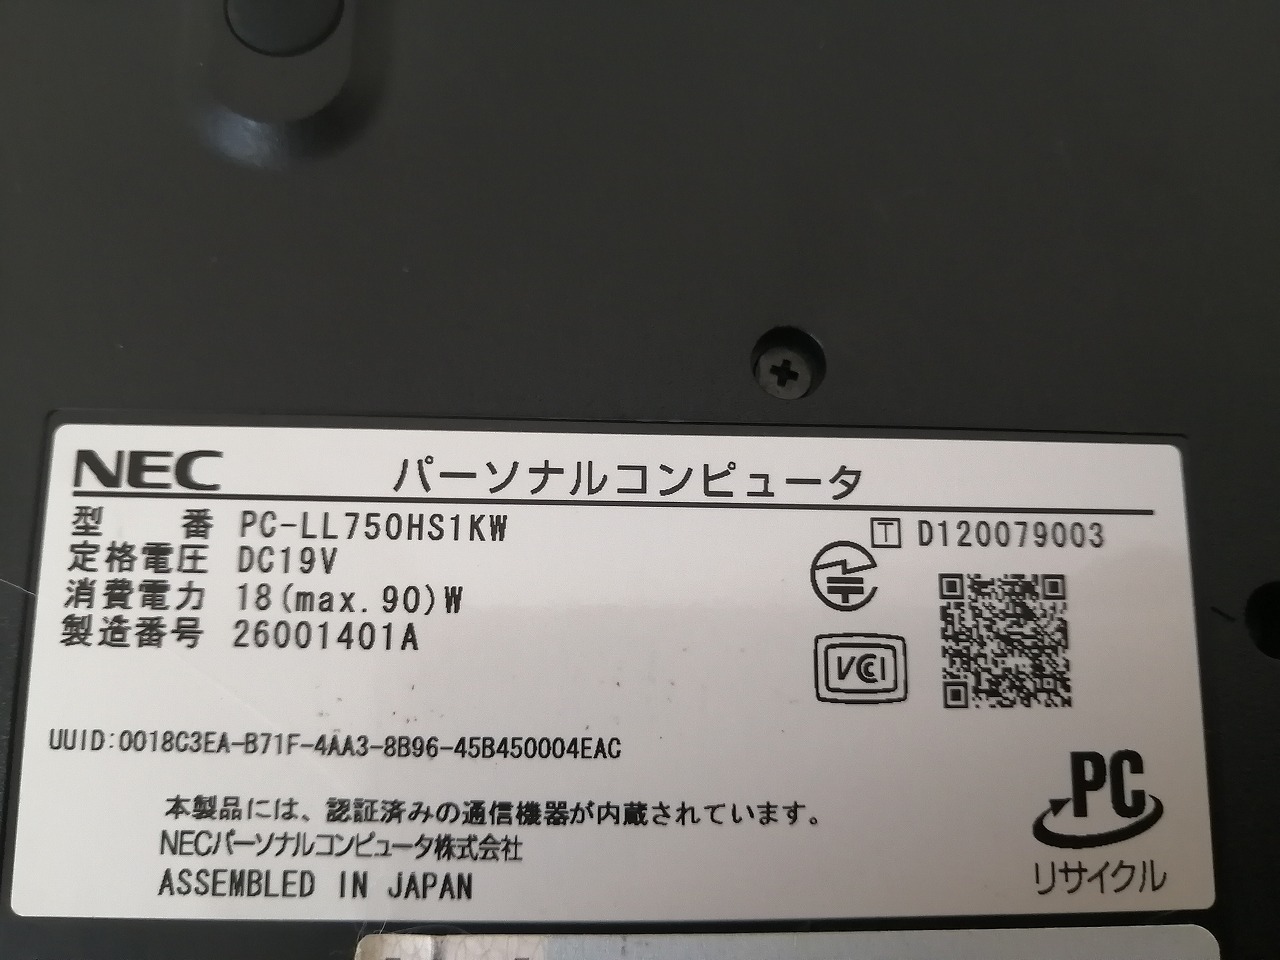 NEC パーソナルコンピュータ
型 番 PC-LL750HS1KW
T D120079003
定格電圧 DC19V
消費電力 18(max.90)W
製造番号 26001401A
VCCI
UUID:0018C3EA-B71F-4AA3-8B96-45B450004EAC
本製品には、認証済みの通信機器が内蔵されています。
NECパーソナルコンピュータ株式会社
ASSEMBLED IN JAPAN
PC
リサイクル